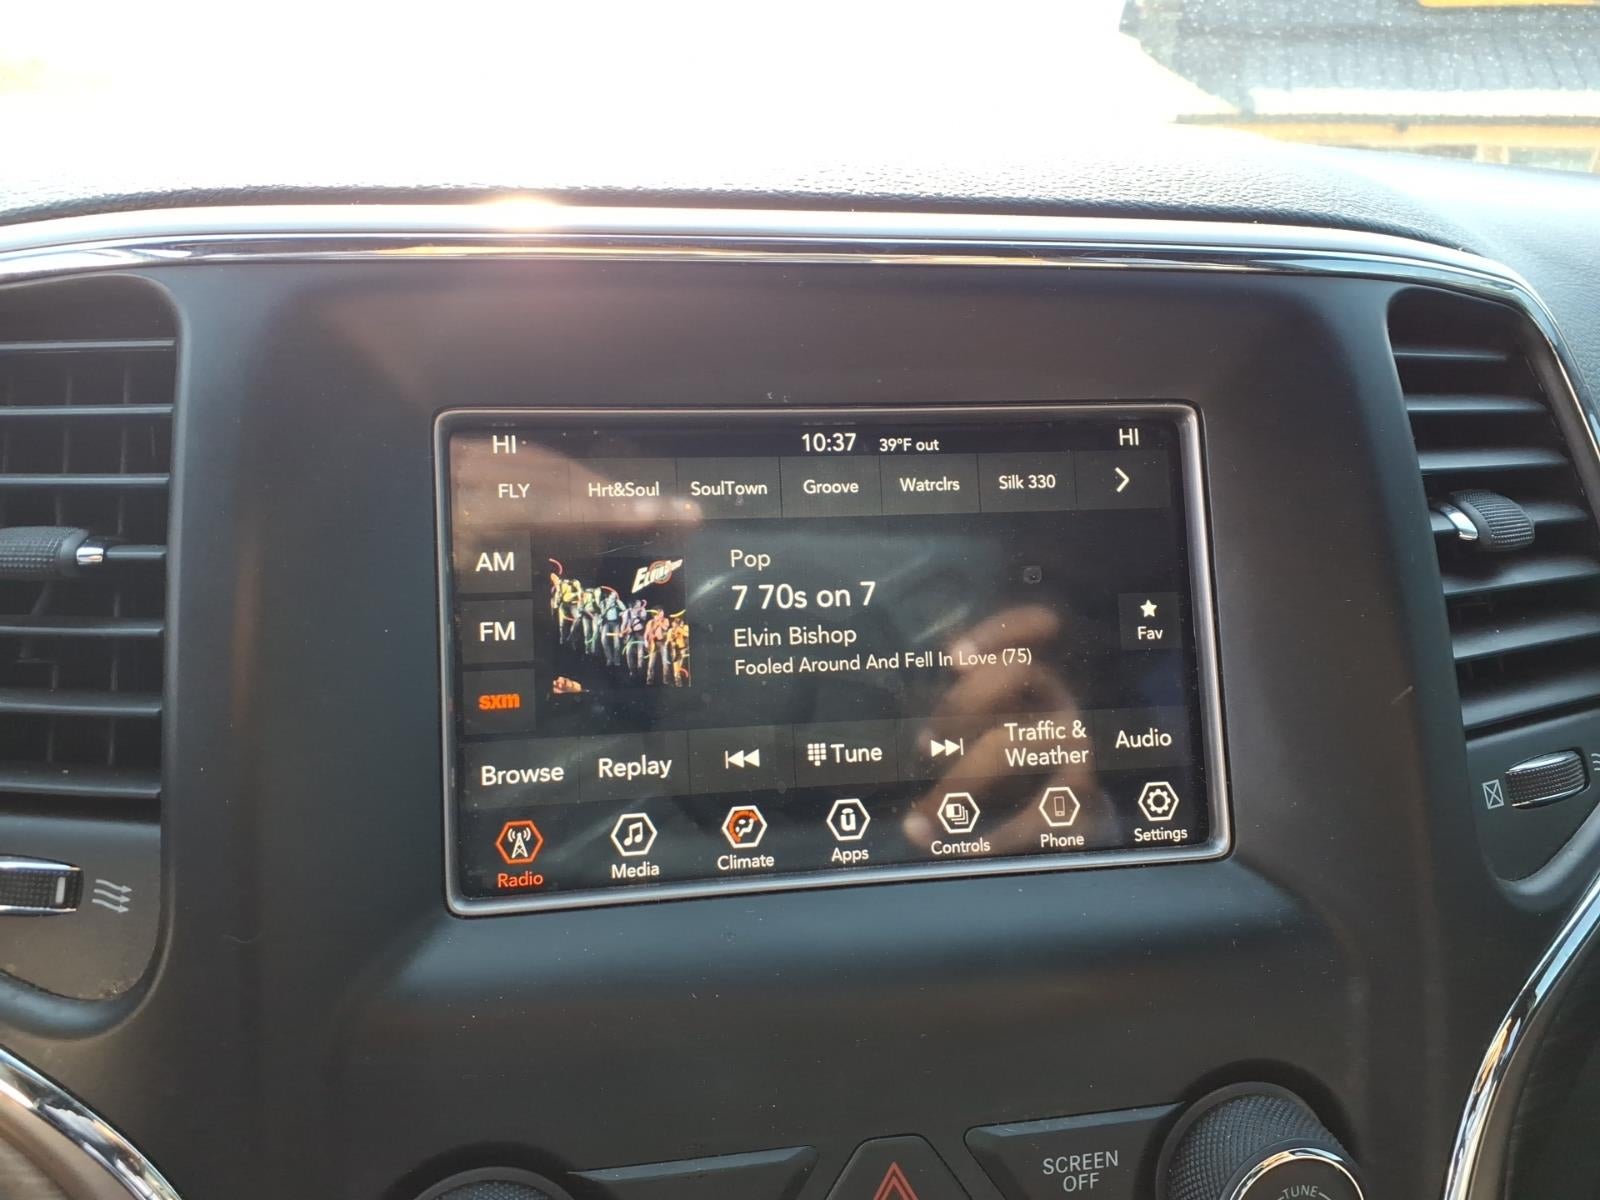 HI 10:37 39°F out HI
FLY Hrt&Soul SoulTown Groove Watrclrs Silk 330
AM
FM
sxm
ELVIN
Pop
7 70s on 7
Elvin Bishop
Fooled Around And Fell In Love (75)
Fav
Browse Replay Tune Traffic & Weather Audio
Radio Media Climate Apps Controls Phone Settings
SCREEN
OFF
TUNE